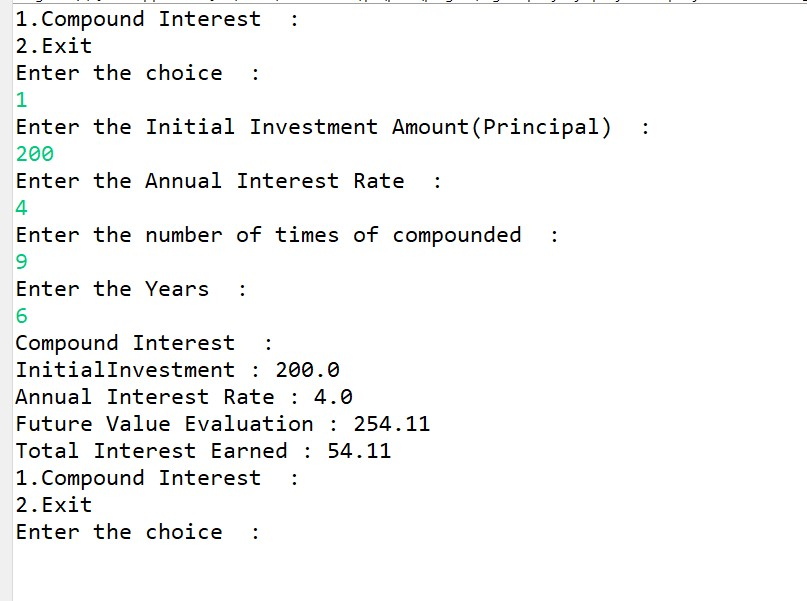 1.Compound Interest  :
2.Exit
Enter the choice  :
1
Enter the Initial Investment Amount(Principal)  :
200
Enter the Annual Interest Rate  :
4
Enter the number of times of compounded  :
9
Enter the Years  :
6
Compound Interest  :
InitialInvestment : 200.0
Annual Interest Rate : 4.0
Future Value Evaluation : 254.11
Total Interest Earned : 54.11
1.Compound Interest  :
2.Exit
Enter the choice  :